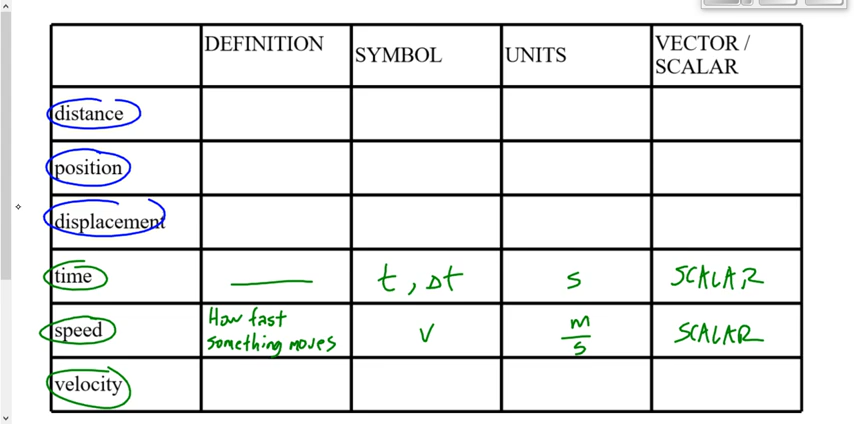 DEFINITION SYMBOL UNITS VECTOR /
SCALAR
distance
position
displacement
time t, Δt s SCALAR
speed How fast
something moves v m/s SCALAR
velocity